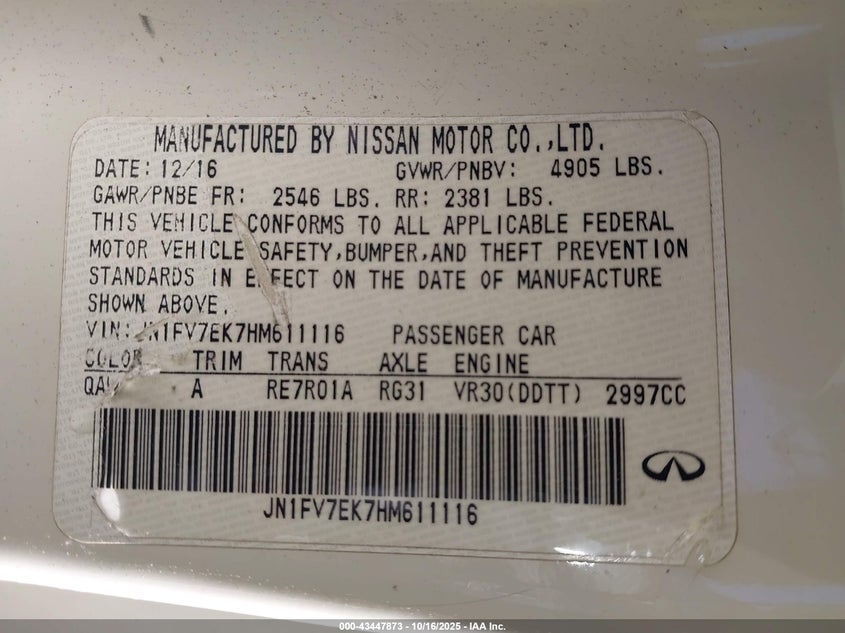 MANUFACTURED BY NISSAN MOTOR CO.,LTD.
DATE: 12/16 GVWR/PNBV: 4905 LBS.
GAWR/PNBE FR: 2546 LBS. RR: 2381 LBS.
THIS VEHICLE CONFORMS TO ALL APPLICABLE FEDERAL
MOTOR VEHICLE SAFETY,BUMPER,AND THEFT PREVENTION
STANDARDS IN EFFECT ON THE DATE OF MANUFACTURE
SHOWN ABOVE.
VIN: JN1FV7EK7HM611116 PASSENGER CAR
COLOR TRIM TRANS AXLE ENGINE
A RE7R01A RG31 VR30(DDTT) 2997CC
JN1FV7EK7HM611116
000-43447873 - 10/16/2025 - IAA Inc.